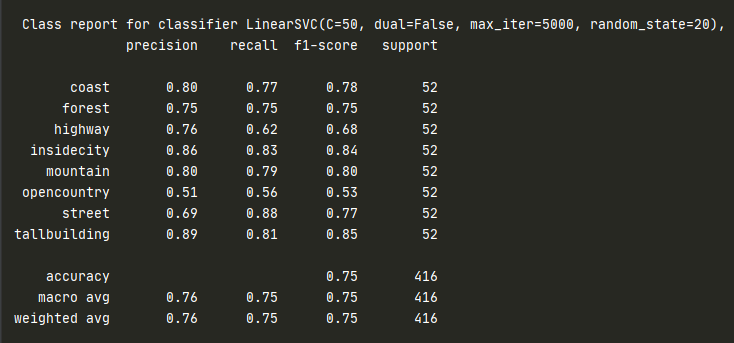 Class report for classifier LinearSVC(C=50, dual=False, max_iter=5000, random_state=20),
precision recall f1-score support
coast 0.80 0.77 0.78 52
forest 0.75 0.75 0.75 52
highway 0.76 0.62 0.68 52
insidecity 0.86 0.83 0.84 52
mountain 0.80 0.79 0.80 52
opencountry 0.51 0.56 0.53 52
street 0.69 0.88 0.77 52
tallbuilding 0.89 0.81 0.85 52
accuracy 0.75 416
macro avg 0.76 0.75 0.75 416
weighted avg 0.76 0.75 0.75 416